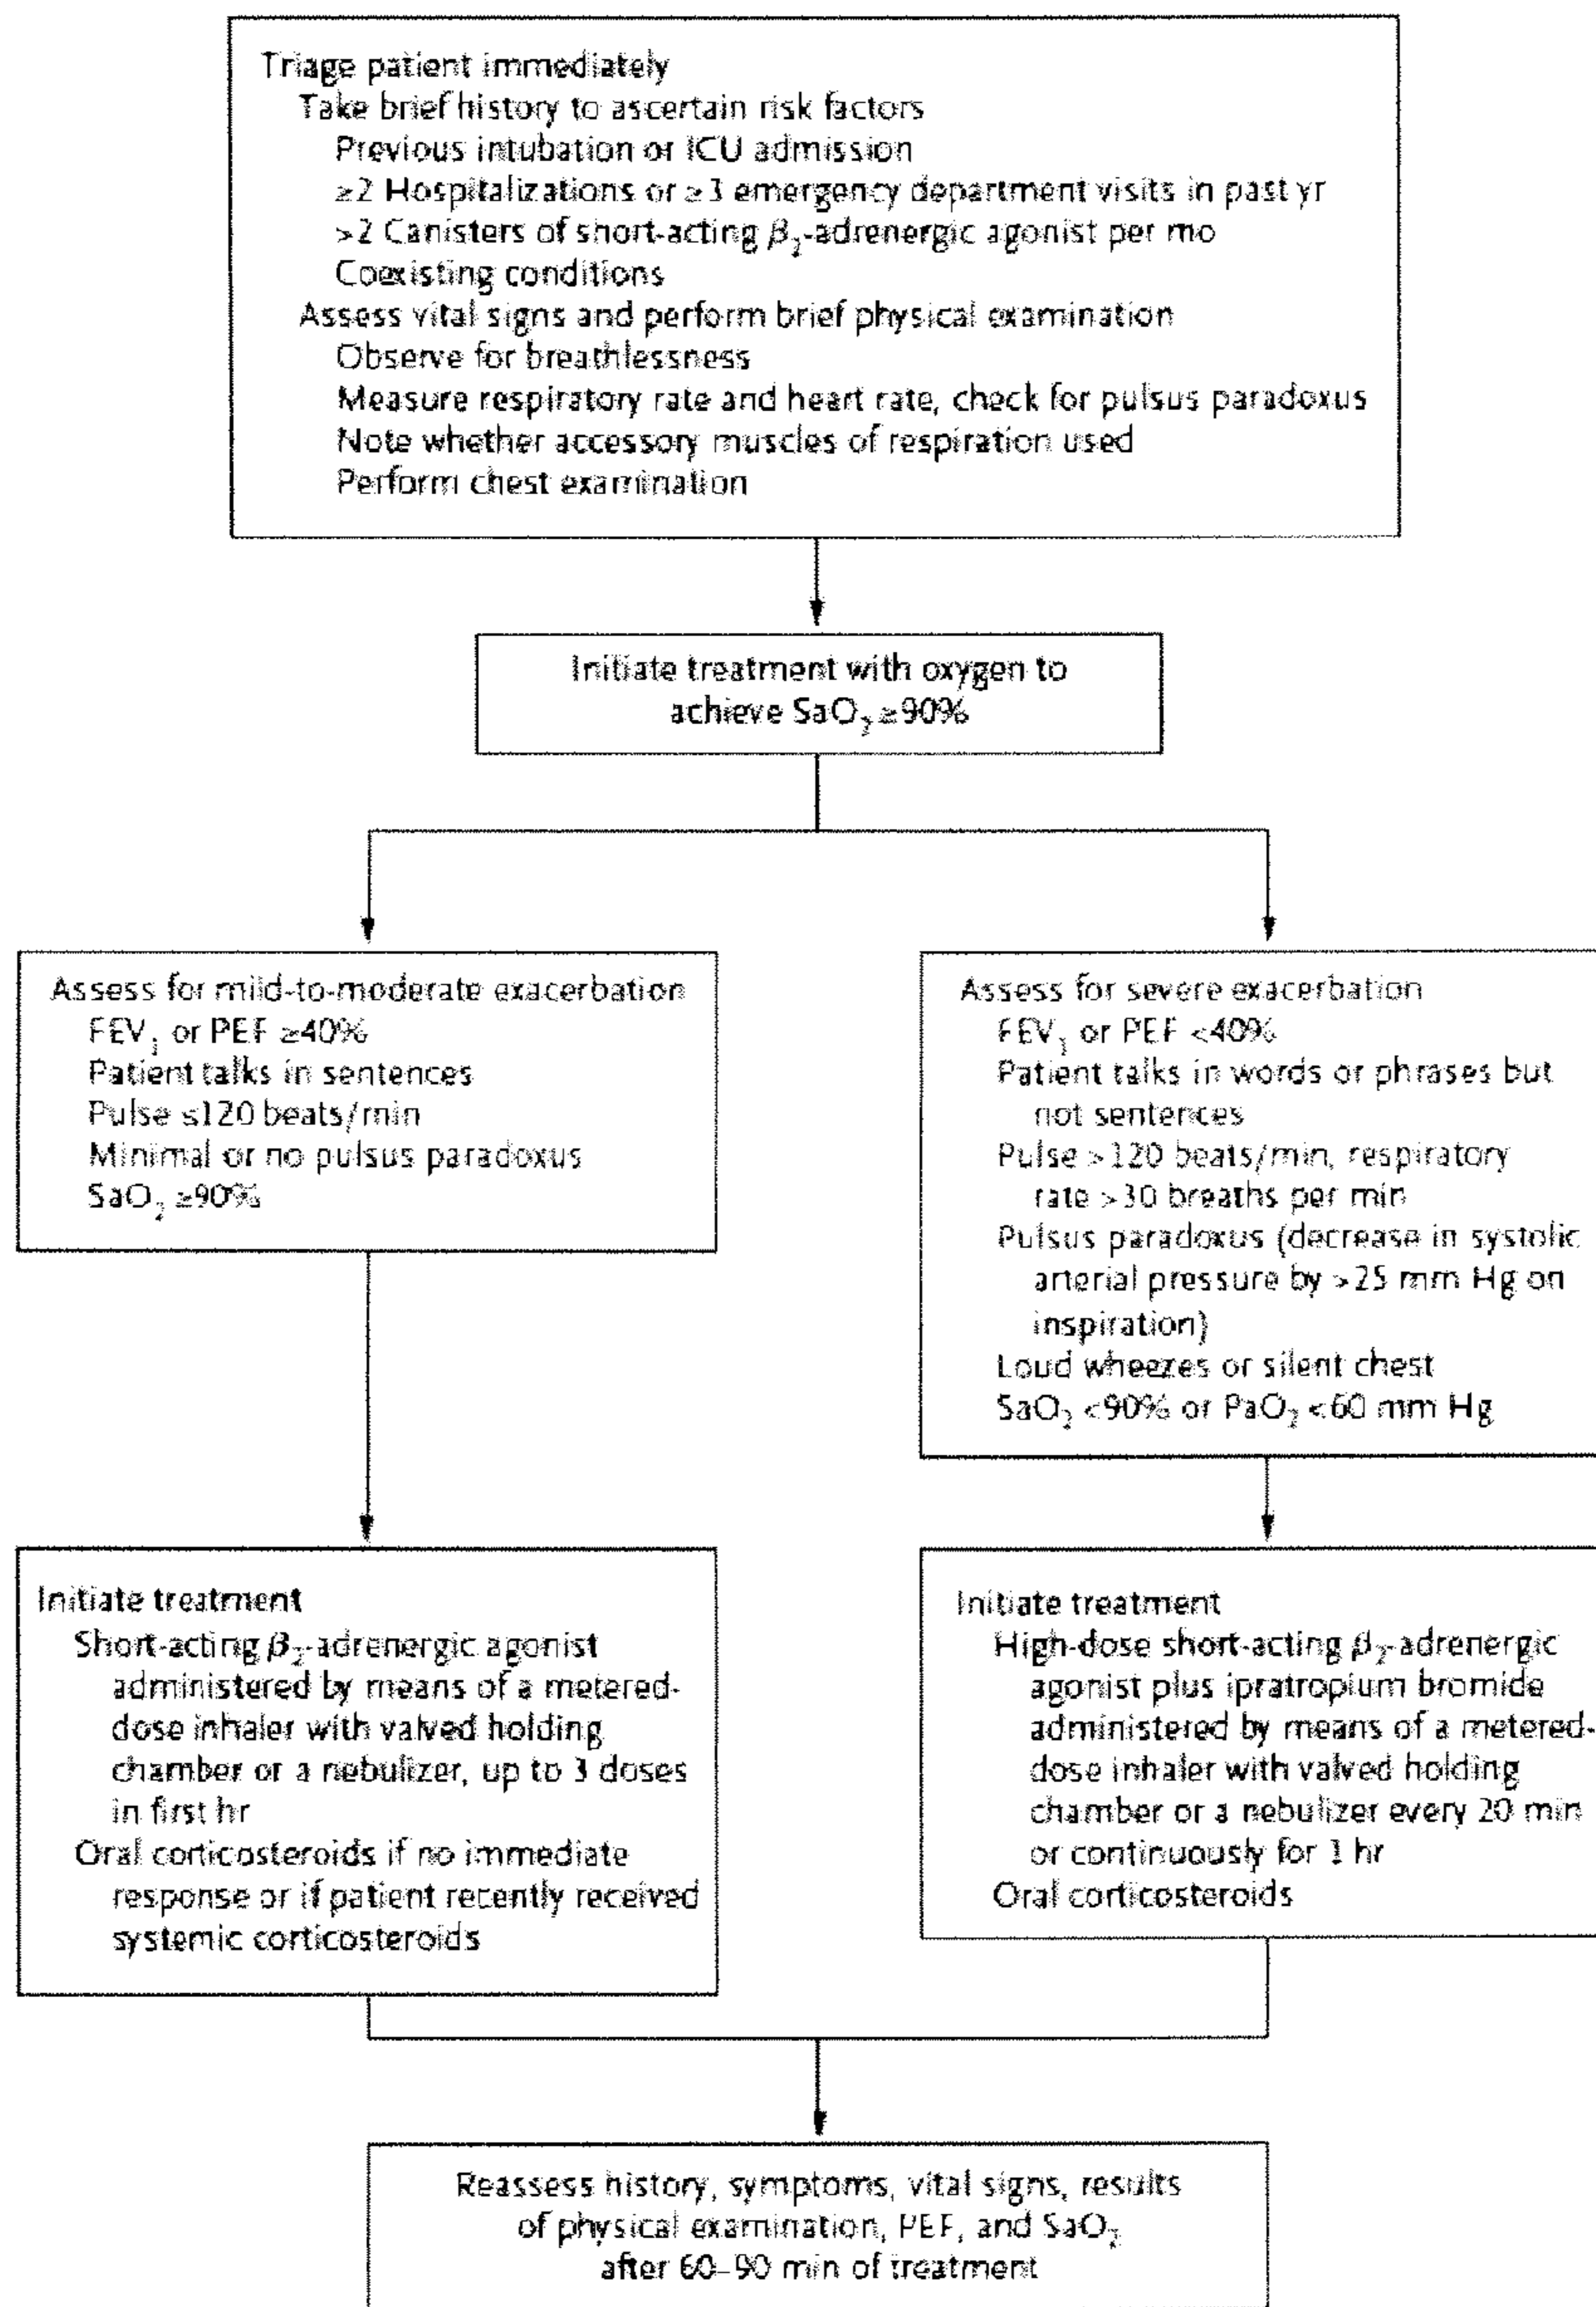 Triage patient immediately
Take brief history to ascertain risk factors
Previous intubation or ICU admission
≥2 Hospitalizations or ≥3 emergency department visits in past yr
>2 Canisters of short-acting β₂-adrenergic agonist per mo
Coexisting conditions
Assess vital signs and perform brief physical examination
Observe for breathlessness
Measure respiratory rate and heart rate, check for pulsus paradoxus
Note whether accessory muscles of respiration used
Perform chest examination
Initiate treatment with oxygen to
achieve SaO₂ ≥90%
Assess for mild-to-moderate exacerbation
FEV₁ or PEF ≥40%
Patient talks in sentences
Pulse ≤120 beats/min
Minimal or no pulsus paradoxus
SaO₂ ≥90%
Assess for severe exacerbation
FEV₁ or PEF <40%
Patient talks in words or phrases but
not sentences
Pulse >120 beats/min, respiratory
rate >30 breaths per min
Pulsus paradoxus (decrease in systolic
arterial pressure by >25 mm Hg on
inspiration)
Loud wheezes or silent chest
SaO₂ <90% or PaO₂ <60 mm Hg
Initiate treatment
Short-acting β₂-adrenergic agonist
administered by means of a metered-
dose inhaler with valved holding
chamber or a nebulizer, up to 3 doses
in first hr
Oral corticosteroids if no immediate
response or if patient recently received
systemic corticosteroids
Initiate treatment
High-dose short-acting β₂-adrenergic
agonist plus ipratropium bromide
administered by means of a metered-
dose inhaler with valved holding
chamber or a nebulizer every 20 min
or continuously for 1 hr
Oral corticosteroids
Reassess history, symptoms, vital signs, results
of physical examination, PEF, and SaO₂
after 60–90 min of treatment